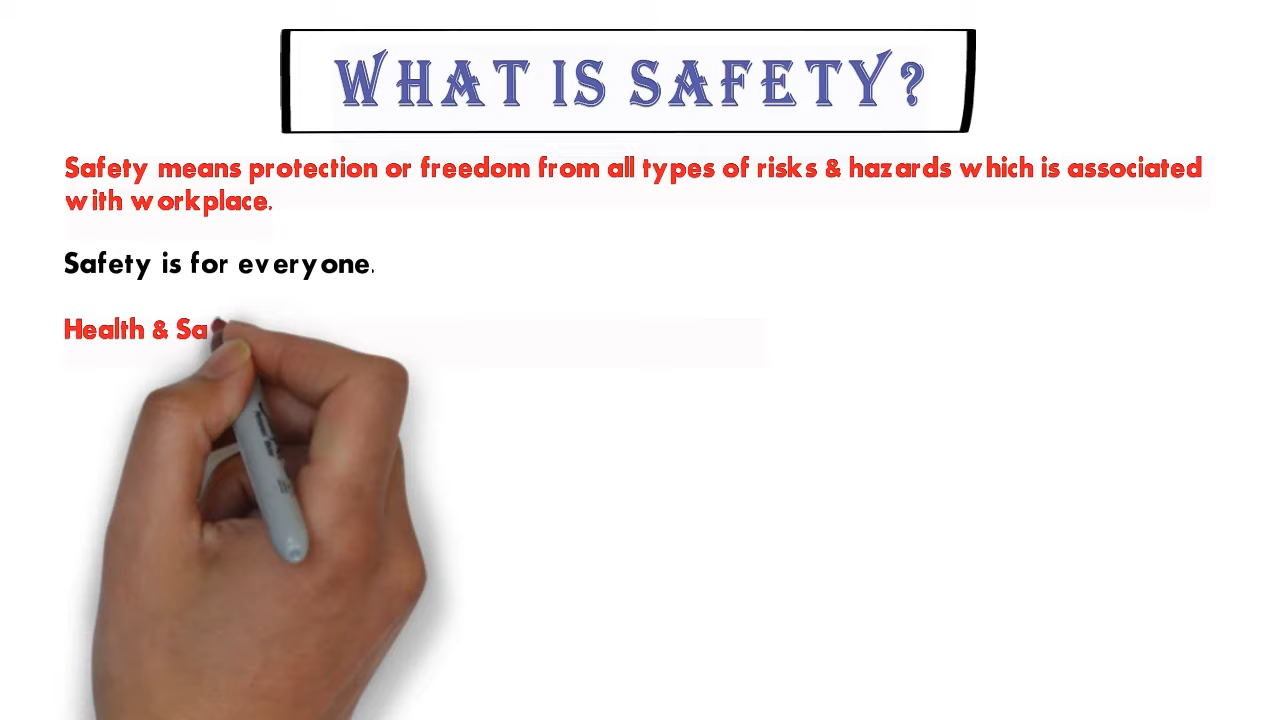 WHAT IS SAFETY?
Safety means protection or freedom from all types of risks & hazards which is associated
with workplace.
Safety is for everyone.
Health & Sa